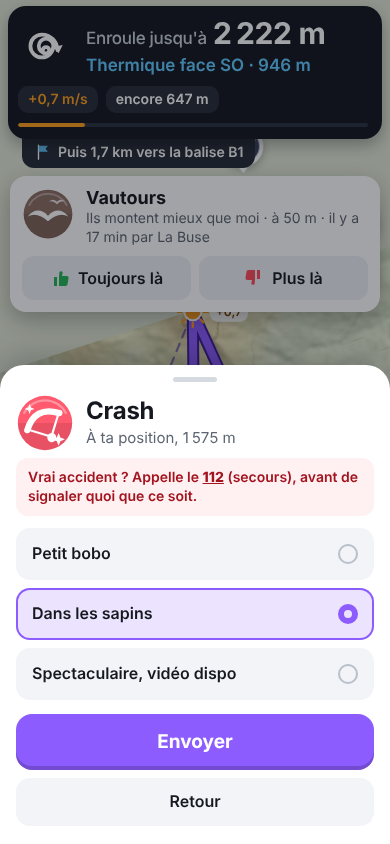 Enroule jusqu'à 2 222 m
Thermique face SO · 946 m
+0,7 m/s
encore 647 m
Puis 1,7 km vers la balise B1
Vautours
Ils montent mieux que moi · à 50 m · il y a
17 min par La Buse
Toujours là
Plus là
+0,7
Crash
À ta position, 1 575 m
Vrai accident ? Appelle le 112 (secours), avant de
signaler quoi que ce soit.
Petit bobo
Dans les sapins
Spectaculaire, vidéo dispo
Envoyer
Retour